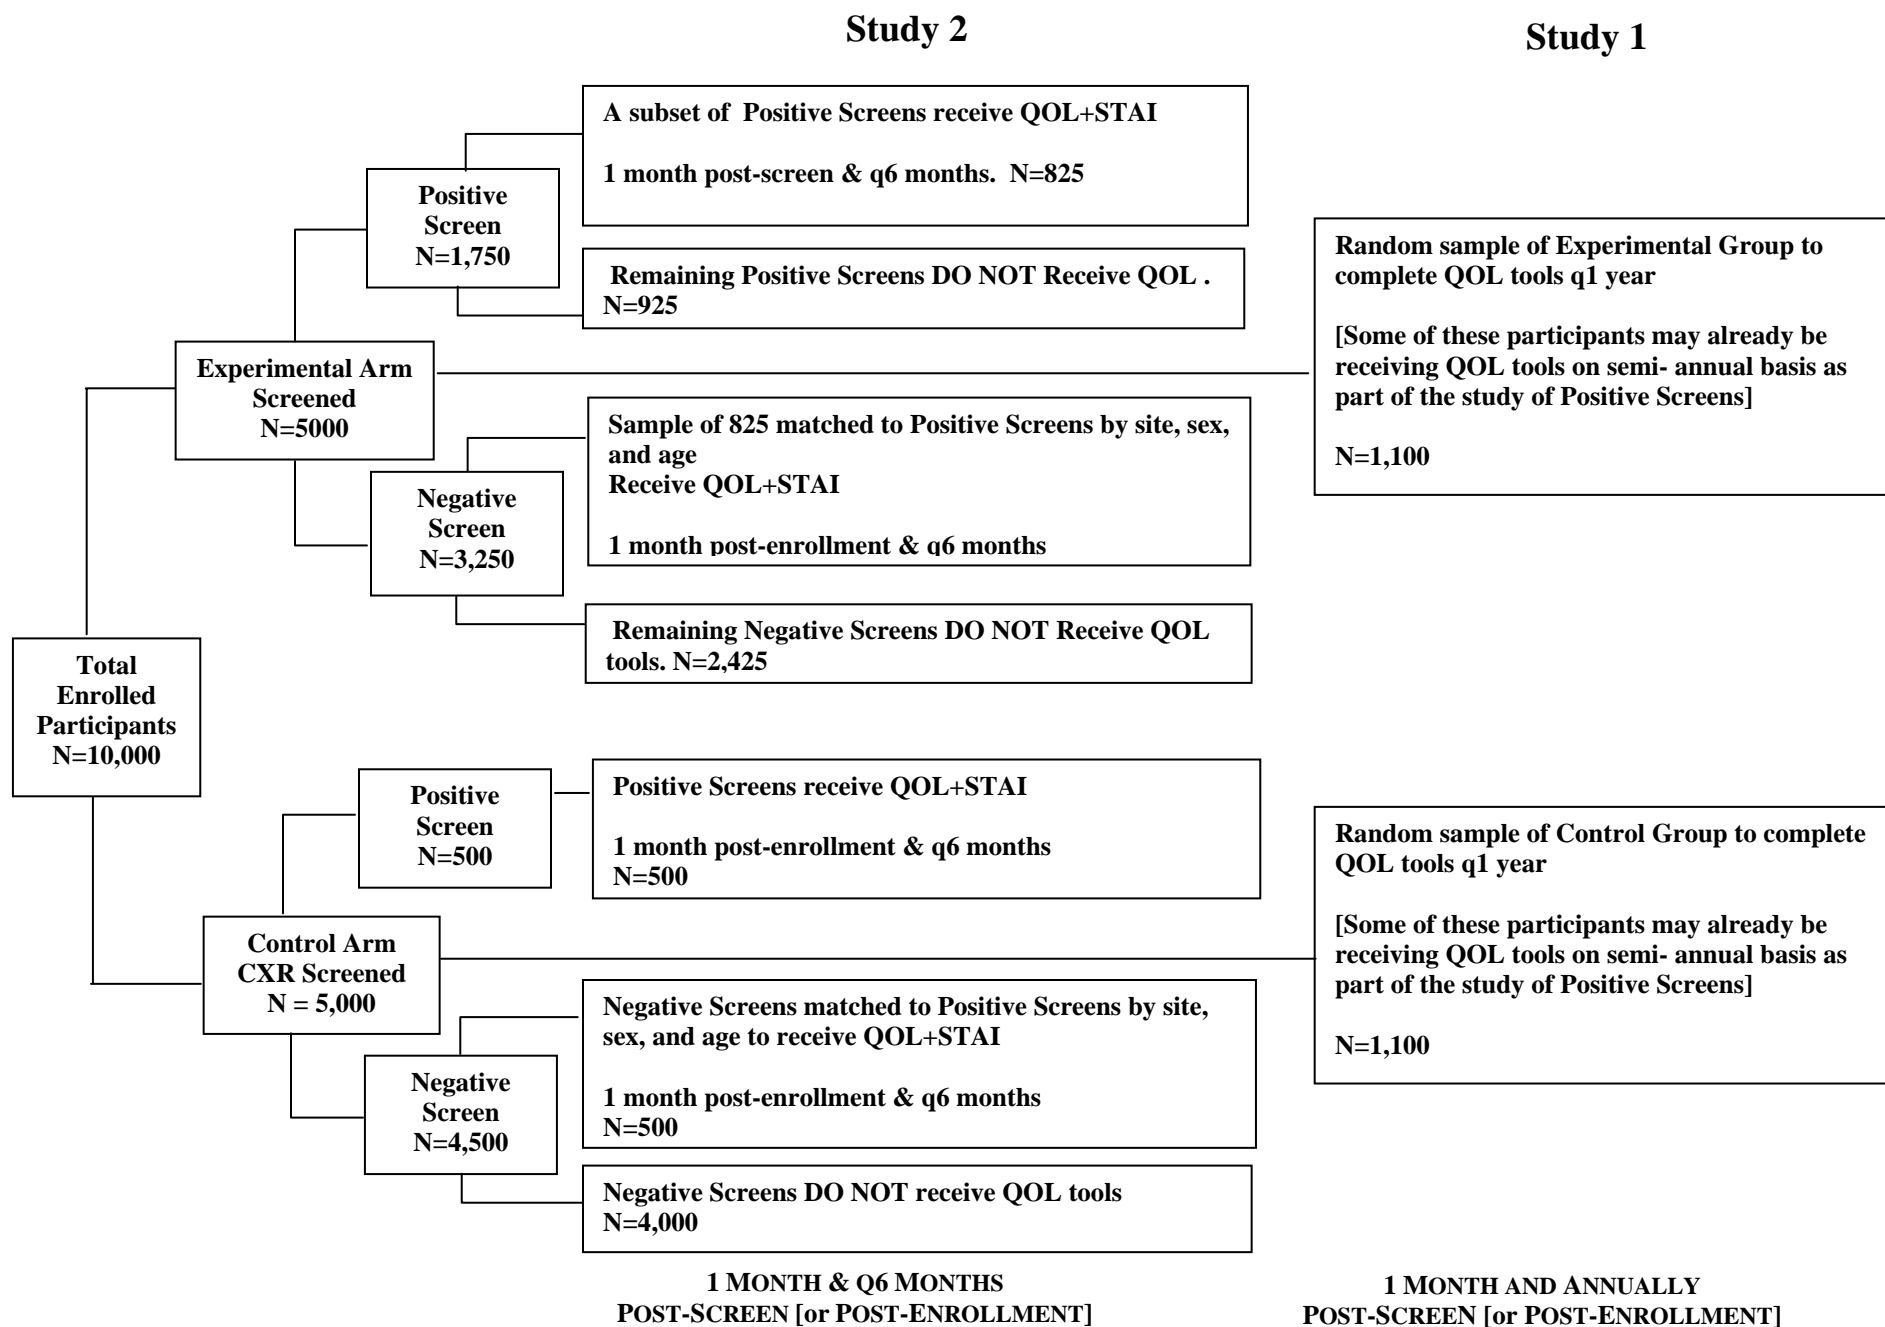 Study 2
Study 1
A subset of  Positive Screens receive QOL+STAI
1 month post-screen & q6 months.  N=825
Positive
Screen
N=1,750
Remaining Positive Screens DO NOT Receive QOL .
N=925
Random sample of Experimental Group to
complete QOL tools q1 year
[Some of these participants may already be
receiving QOL tools on semi- annual basis as
part of the study of Positive Screens]
N=1,100
Experimental Arm
Screened
N=5000
Sample of 825 matched to Positive Screens by site, sex,
and age
Receive QOL+STAI
1 month post-enrollment & q6 months
Negative
Screen
N=3,250
Remaining Negative Screens DO NOT Receive QOL
tools. N=2,425
Total
Enrolled
Participants
N=10,000
Positive
Screen
N=500
Positive Screens receive QOL+STAI
1 month post-enrollment & q6 months
N=500
Random sample of Control Group to complete
QOL tools q1 year
[Some of these participants may already be
receiving QOL tools on semi- annual basis as
part of the study of Positive Screens]
N=1,100
Control Arm
CXR Screened
N = 5,000
Negative Screens matched to Positive Screens by site,
sex, and age to receive QOL+STAI
1 month post-enrollment & q6 months
N=500
Negative
Screen
N=4,500
Negative Screens DO NOT receive QOL tools
N=4,000
1 MONTH & Q6 MONTHS
POST-SCREEN [or POST-ENROLLMENT]
1 MONTH AND ANNUALLY
POST-SCREEN [or POST-ENROLLMENT]